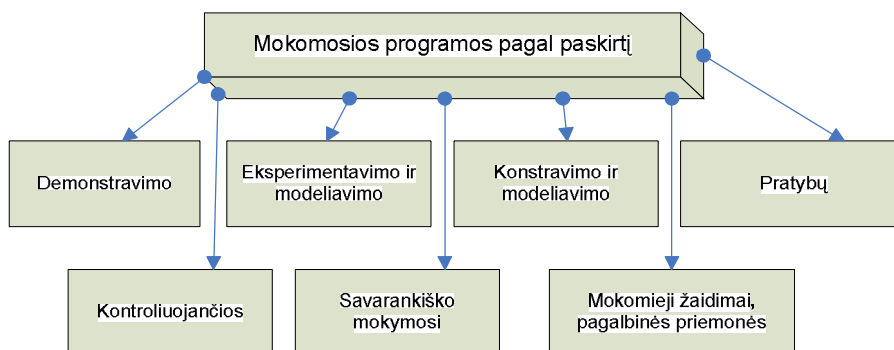 Mokomosios programos pagal paskirtį
Demonstravimo
Eksperimentavimo ir
modeliavimo
Konstravimo ir
modeliavimo
Pratybų
Kontroliuojančios
Savarankiško
mokymosi
Mokomieji žaidimai,
pagalbinės priemonės